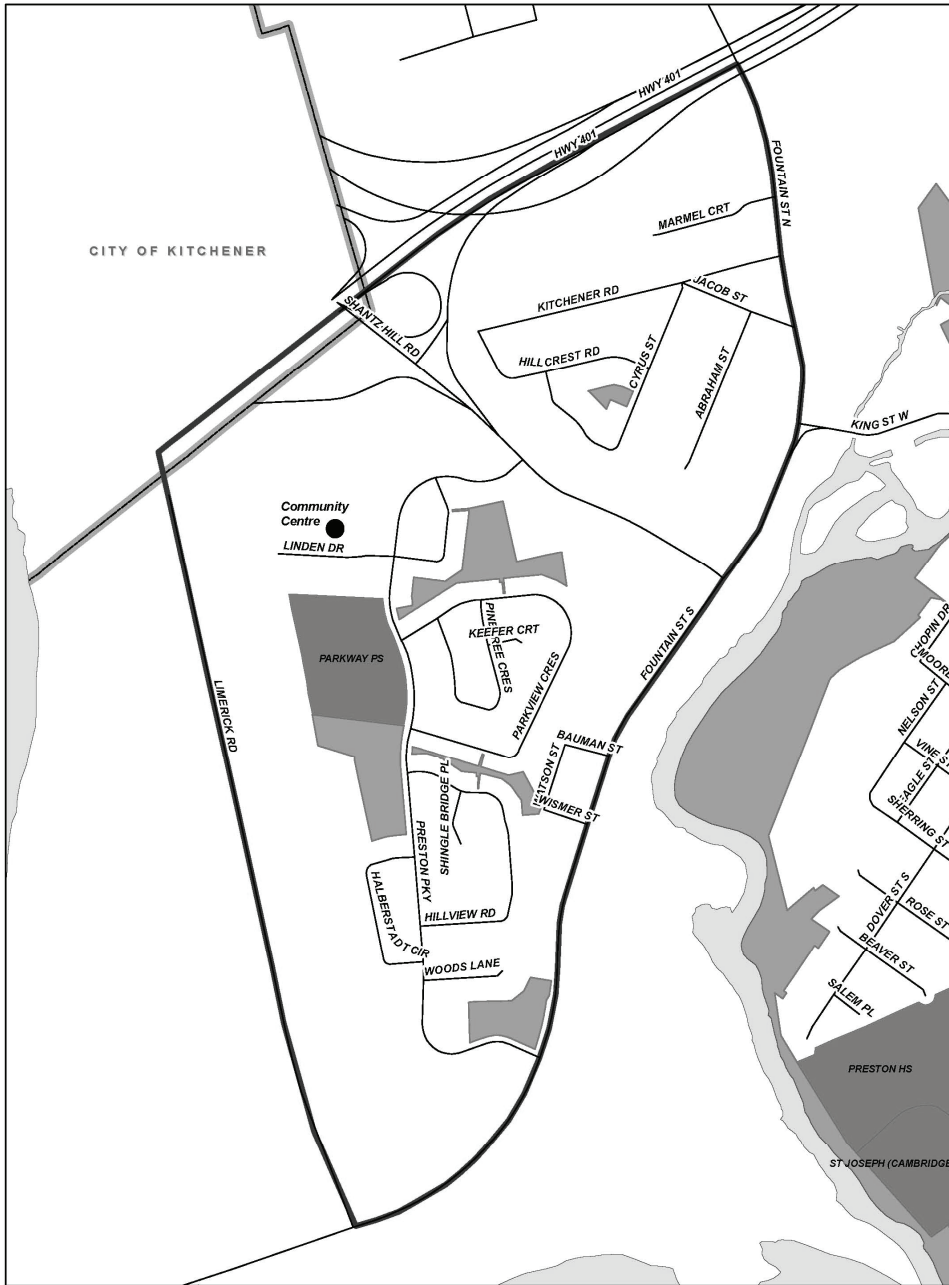 HWY 401
HWY 401
FOUNTAIN ST N
MARMEL CRT
CITY OF KITCHENER
JACOB ST
KITCHENER RD
SHANTZ HILL RD
HILLCREST RD
CYRUS ST
ABRAHAM ST
KING ST W
Community
Centre
LINDEN DR
CHOPIN DR
PINE TREE CRES
KEEFER CRT
FOUNTAIN ST S
PARKWAY PS
LIMERICK RD
PARKVIEW CRES
NELSON ST
BAUMAN ST
WATSON ST
VINE ST
EAGLE ST
SHERRING ST
WISMER ST
SHINGLE BRIDGE PL
PRESTON PKY
HALBERSTADT CIR
HILLVIEW RD
DOVER ST S
ROSE ST
BEAVER ST
WOODS LANE
SALEM PL
PRESTON HS
ST JOSEPH (CAMBRIDGE